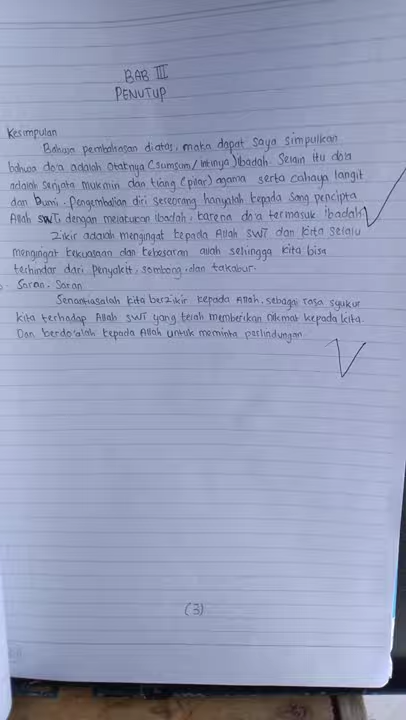 BAB III
PENUTUP
Kesimpulan
Bahwa pembahasan diatas, maka dapat saya simpulkan
bahwa do'a adalah otaknya (sumsum/intinya) ibadah. Selain itu do'a
adalah senjata mukmin dan tiang (pilar) agama serta cahaya langit
dan bumi. Pengembalian diri seseorang hanyalah kepada sang pencipta
Allah SWT, dengan melakukan ibadah, karena do'a termasuk ibadah
Zikir adalah mengingat kepada Allah SWT dan kita selalu
mengingat kekuasaan dan kebesaran allah sehingga kita bisa
terhindar dari penyakit, sombong, dan takabur.
Saran-Saran
Senantiasalah kita berzikir kepada Allah, sebagai rasa syukur
kita terhadap Allah SWT yang telah memberikan nikmat kepada kita.
Dan berdo'alah kepada Allah untuk meminta perlindungan.
(3)